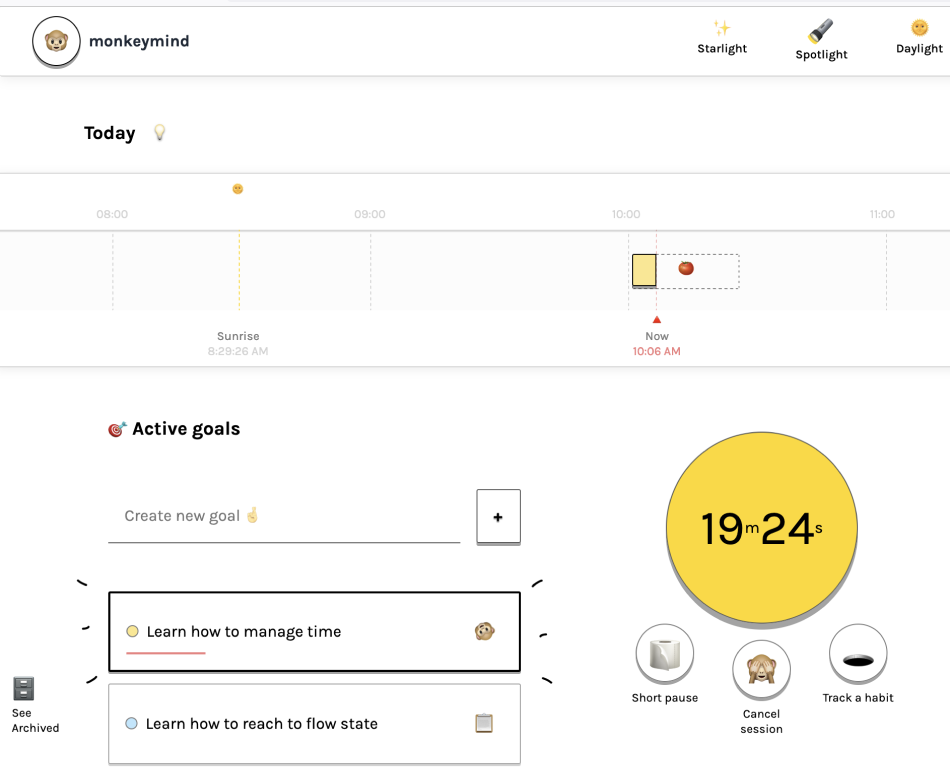 monkeymind
Starlight
Spotlight
Daylight
Today
08:00
09:00
10:00
11:00
Sunrise
8:29:26 AM
Now
10:06 AM
Active goals
Create new goal
+
19m24s
Learn how to manage time
Short pause
Cancel
session
Track a habit
See
Archived
Learn how to reach to flow state